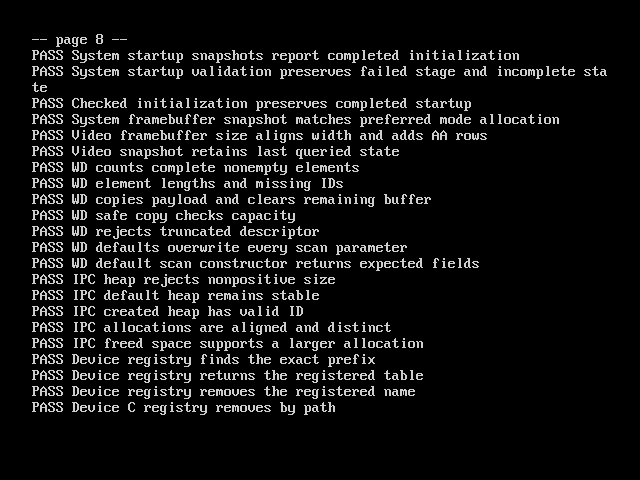 -- page 8 --
PASS System startup snapshots report completed initialization
PASS System startup validation preserves failed stage and incomplete sta
te
PASS Checked initialization preserves completed startup
PASS System framebuffer snapshot matches preferred mode allocation
PASS Video framebuffer size aligns width and adds AA rows
PASS Video snapshot retains last queried state
PASS WD counts complete nonempty elements
PASS WD element lengths and missing IDs
PASS WD copies payload and clears remaining buffer
PASS WD safe copy checks capacity
PASS WD rejects truncated descriptor
PASS WD defaults overwrite every scan parameter
PASS WD default scan constructor returns expected fields
PASS IPC heap rejects nonpositive size
PASS IPC default heap remains stable
PASS IPC created heap has valid ID
PASS IPC allocations are aligned and distinct
PASS IPC freed space supports a larger allocation
PASS Device registry finds the exact prefix
PASS Device registry returns the registered table
PASS Device registry removes the registered name
PASS Device C registry removes by path